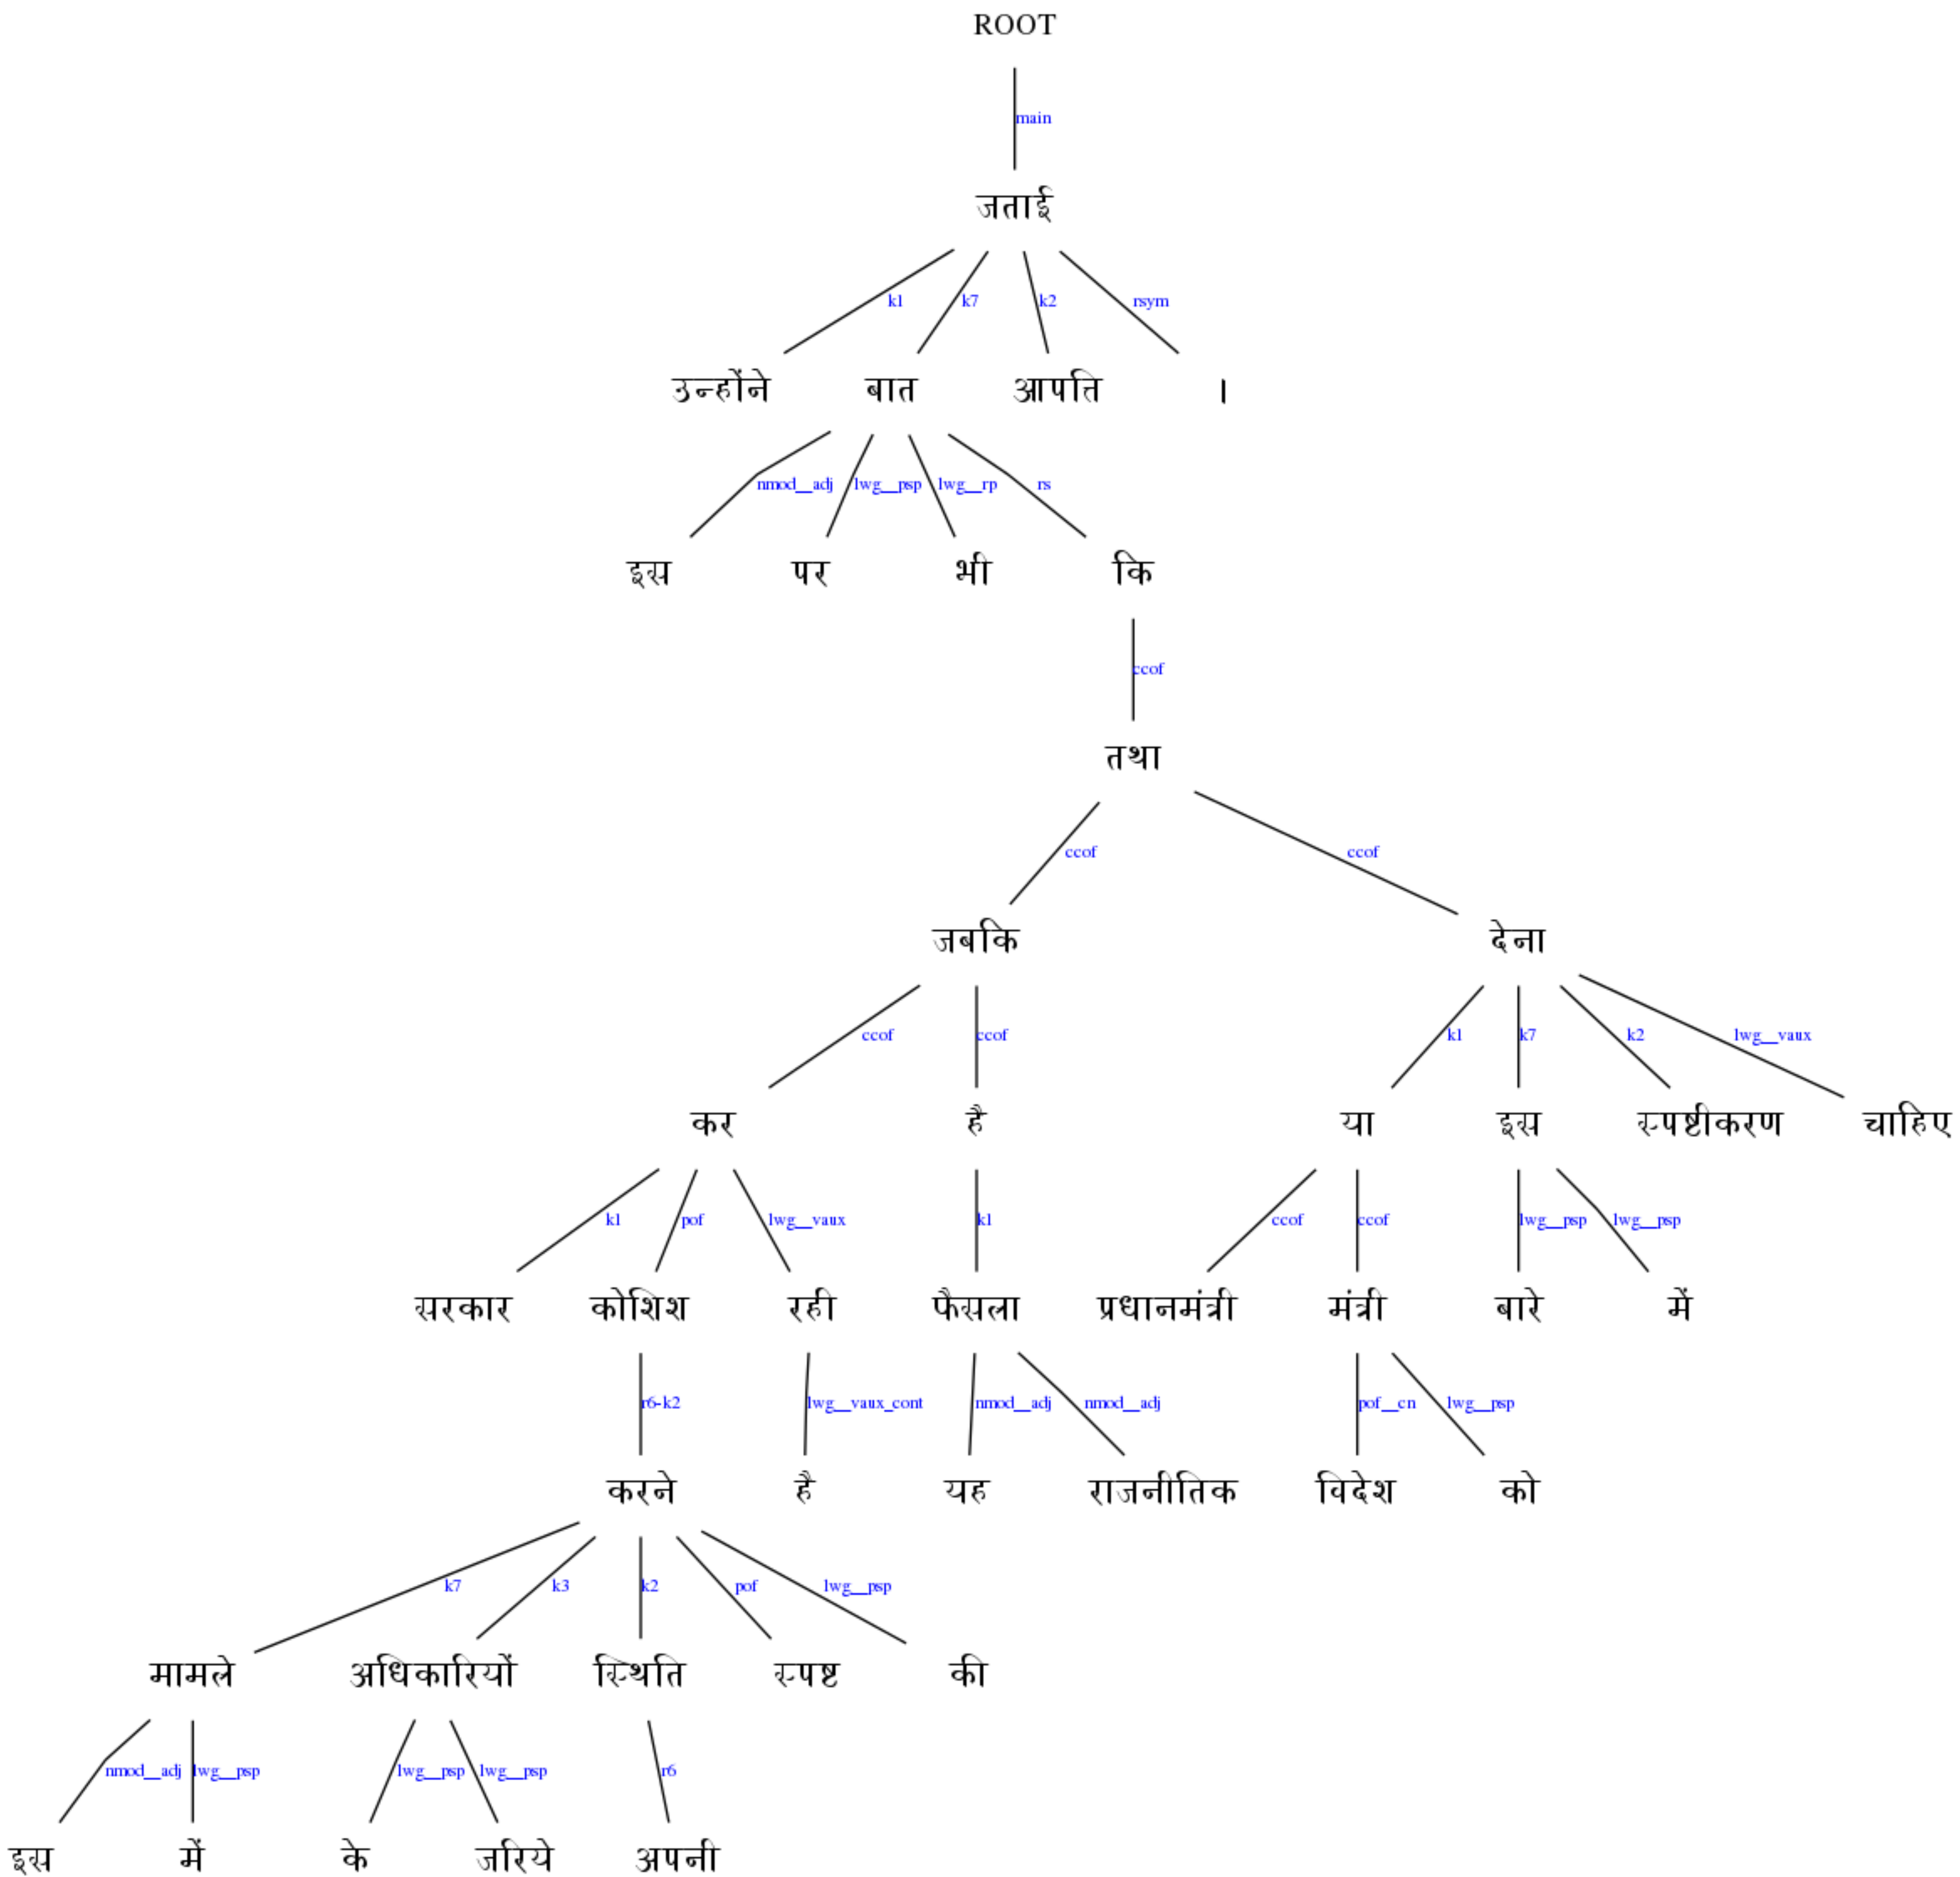 ROOT
main
जताई
k1 k7 k2 rsym
उन्होंने बात आपत्ति ।
nmod__adj lwg__psp lwg__rp rs
इस पर भी कि
ccof
तथा
ccof ccof
जबकि देना
ccof ccof k1 k7 k2 lwg__vaux
कर है या इस स्पष्टीकरण चाहिए
k1 pof lwg__vaux k1 ccof ccof lwg__psp lwg__psp
सरकार कोशिश रही फैसला प्रधानमंत्री मंत्री बारे में
r6-k2 lwg__vaux_cont nmod__adj nmod__adj pof__cn lwg__psp
करने है यह राजनीतिक विदेश को
k7 k3 k2 pof lwg__psp
मामले अधिकारियों स्थिति स्पष्ट की
nmod__adj lwg__psp lwg__psp lwg__psp r6
इस में के जरिये अपनी